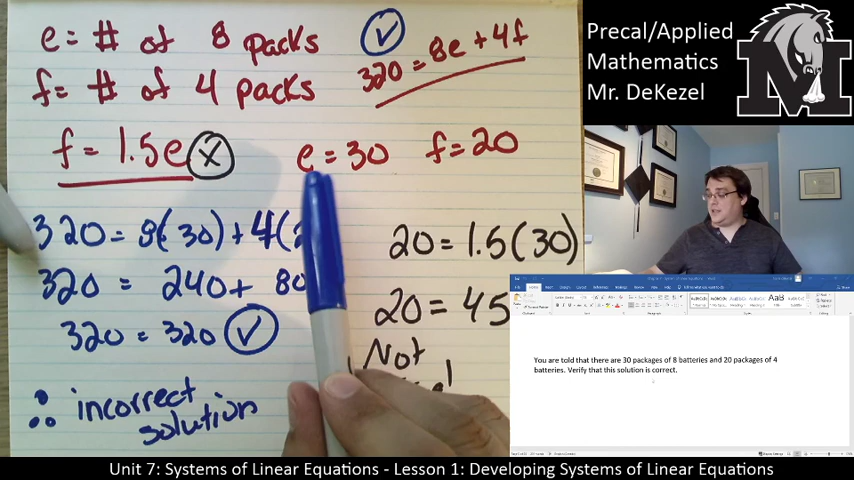 e = # of 8 packs
f = # of 4 packs
320 = 8e + 4f
f = 1.5e
e = 30 f = 20
320 = 8(30) + 4(
320 = 240 + 80
320 = 320
∴ incorrect
solution
20 = 1.5(30)
20 = 45
Not
Precal/Applied
Mathematics
Mr. DeKezel
M
You are told that there are 30 packages of 8 batteries and 20 packages of 4
batteries. Verify that this solution is correct.
Unit 7: Systems of Linear Equations - Lesson 1: Developing Systems of Linear Equations